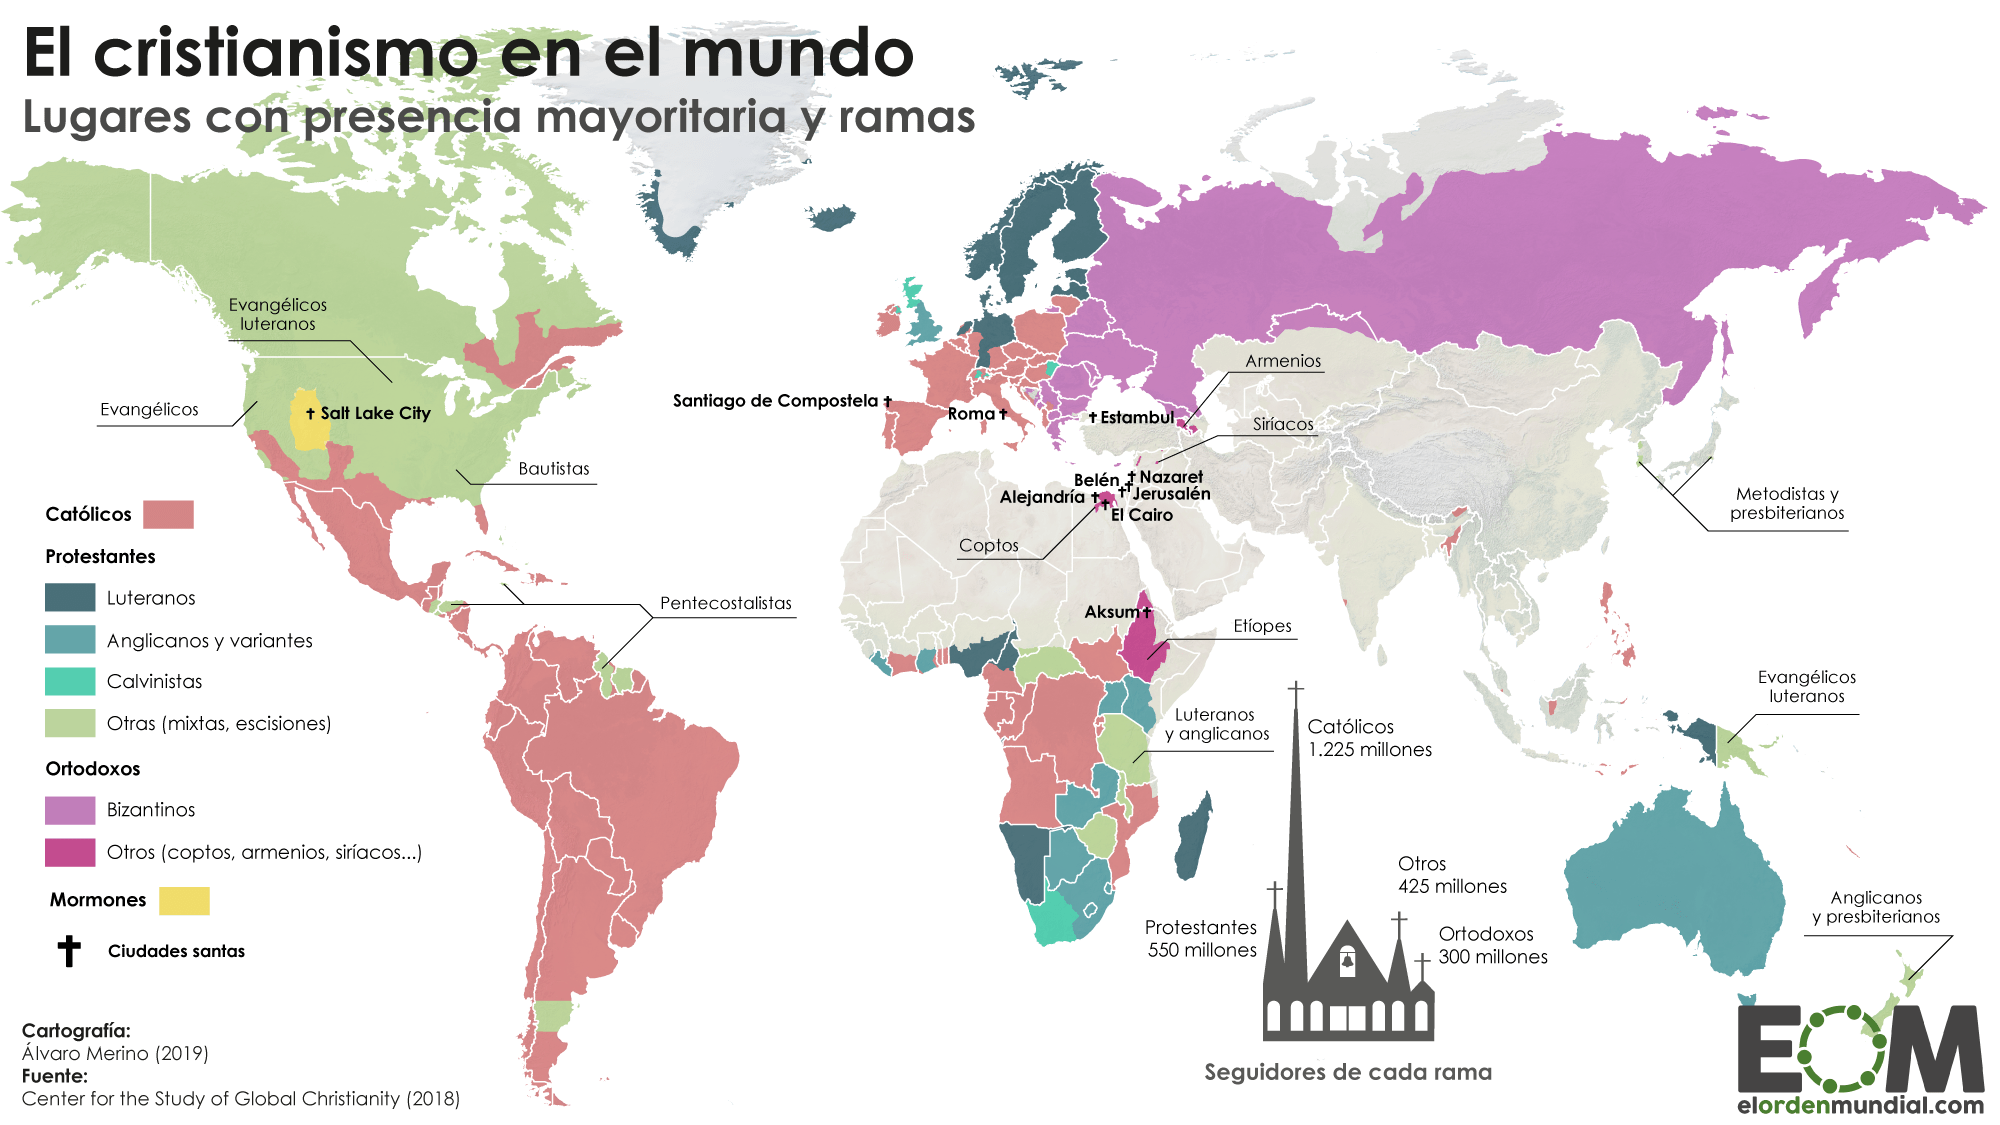 El cristianismo en el mundo
Lugares con presencia mayoritaria y ramas
Evangélicos
luteranos
Evangélicos
Salt Lake City
Bautistas
Pentecostalistas
Santiago de Compostela
Roma
Estambul
Armenios
Siríacos
Belén
Nazaret
Alejandría
Jerusalén
El Cairo
Coptos
Aksum
Etíopes
Luteranos
y anglicanos
Metodistas y
presbiterianos
Evangélicos
luteranos
Anglicanos
y presbiterianos
Católicos
Protestantes
Luteranos
Anglicanos y variantes
Calvinistas
Otras (mixtas, escisiones)
Ortodoxos
Bizantinos
Otros (coptos, armenios, siríacos...)
Mormones
Ciudades santas
Católicos
1.225 millones
Otros
425 millones
Protestantes
550 millones
Ortodoxos
300 millones
Seguidores de cada rama
Cartografía:
Álvaro Merino (2019)
Fuente:
Center for the Study of Global Christianity (2018)
EOM
elordenmundial.com